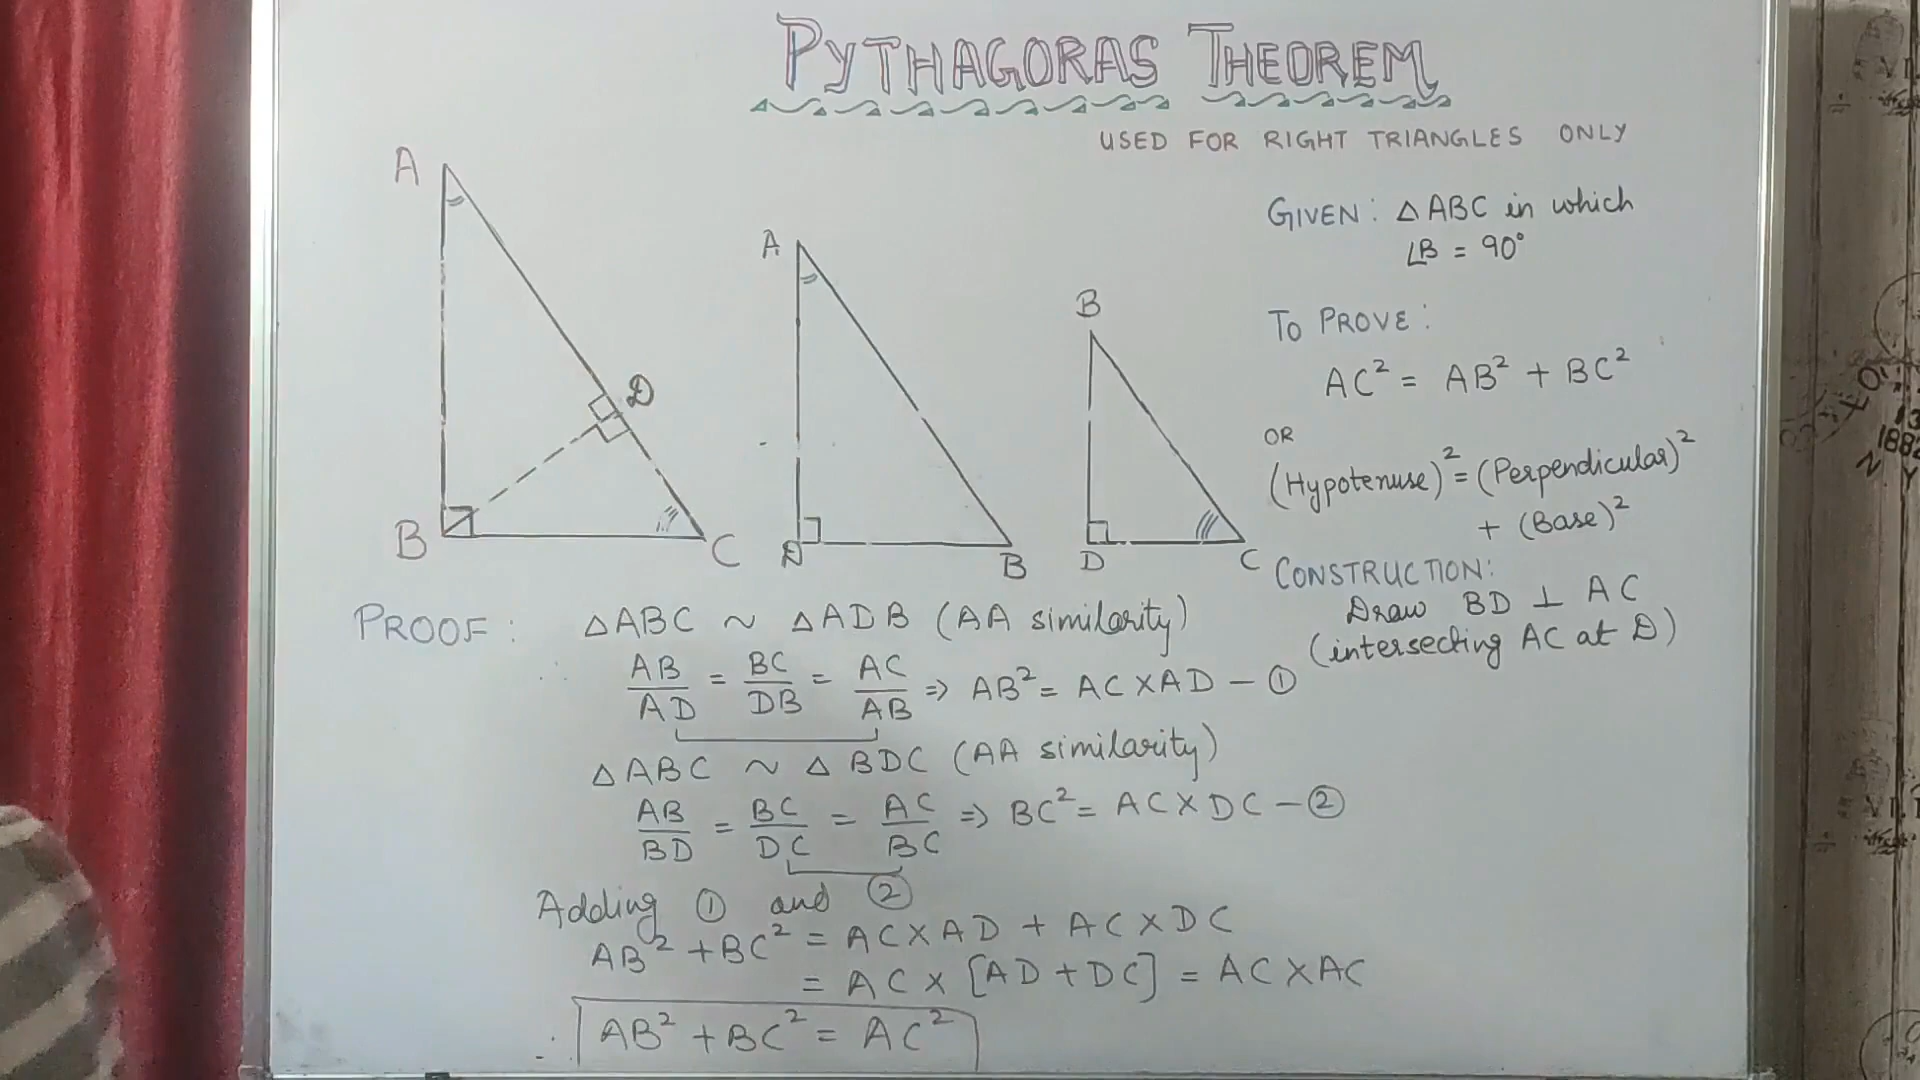 PYTHAGORAS THEOREM
USED FOR RIGHT TRIANGLES ONLY
A
D
B
C
A
D
B
B
D
C
GIVEN: △ABC in which
∠B = 90°
TO PROVE:
AC² = AB² + BC²
OR
(Hypotenuse)² = (Perpendicular)²
+ (Base)²
CONSTRUCTION:
Draw BD ⊥ AC
(intersecting AC at D)
PROOF: △ABC ~ △ADB (AA similarity)
AB/AD = BC/DB = AC/AB ⇒ AB² = AC×AD – ①
△ABC ~ △BDC (AA similarity)
AB/BD = BC/DC = AC/BC ⇒ BC² = AC×DC – ②
Adding ① and ②
AB² + BC² = AC×AD + AC×DC
= AC × [AD + DC] = AC×AC
∴ AB² + BC² = AC²
VI
1882
N Y
VI